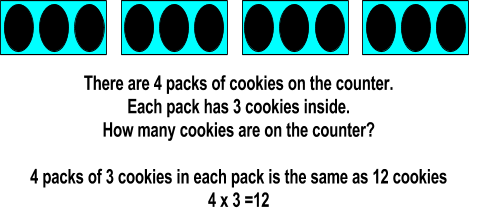 There are 4 packs of cookies on the counter.
Each pack has 3 cookies inside.
How many cookies are on the counter?
4 packs of 3 cookies in each pack is the same as 12 cookies
4 x 3 =12